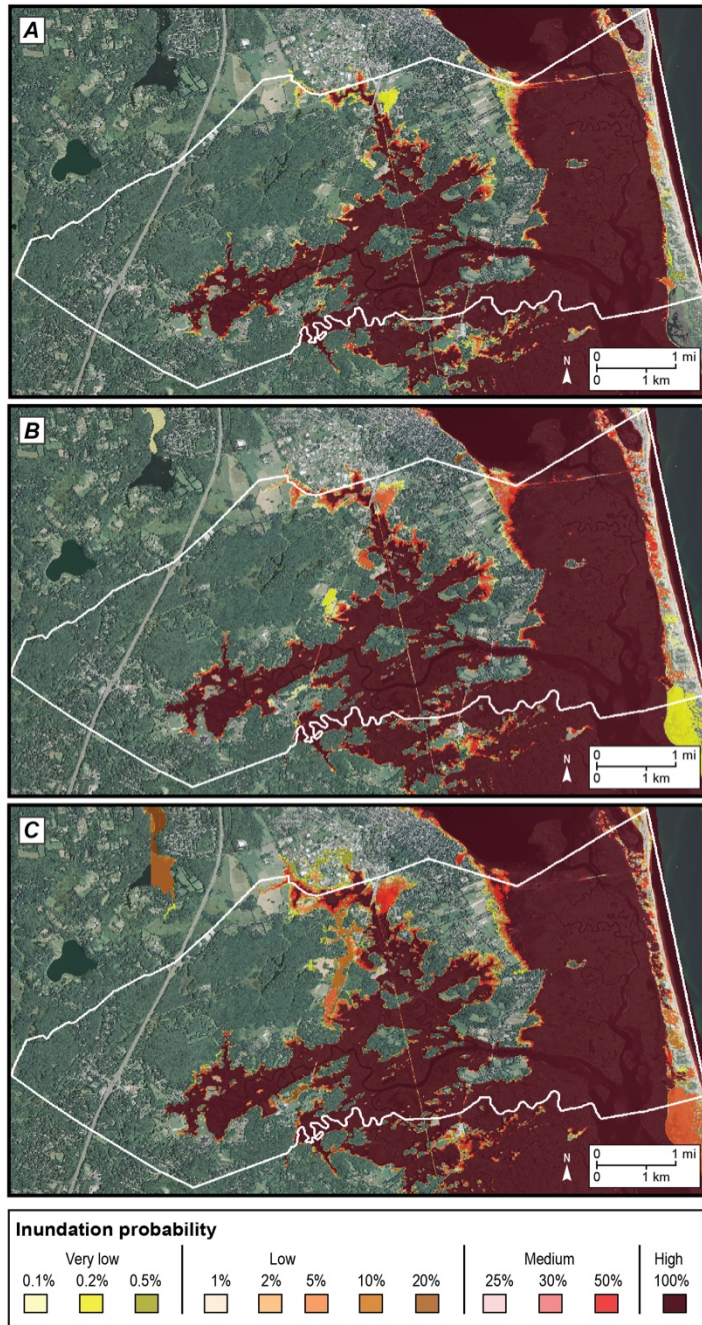 A
N
0 1 mi
0 1 km
B
N
0 1 mi
0 1 km
C
N
0 1 mi
0 1 km
Inundation probability
Very low Low Medium High
0.1% 0.2% 0.5% 1% 2% 5% 10% 20% 25% 30% 50% 100%